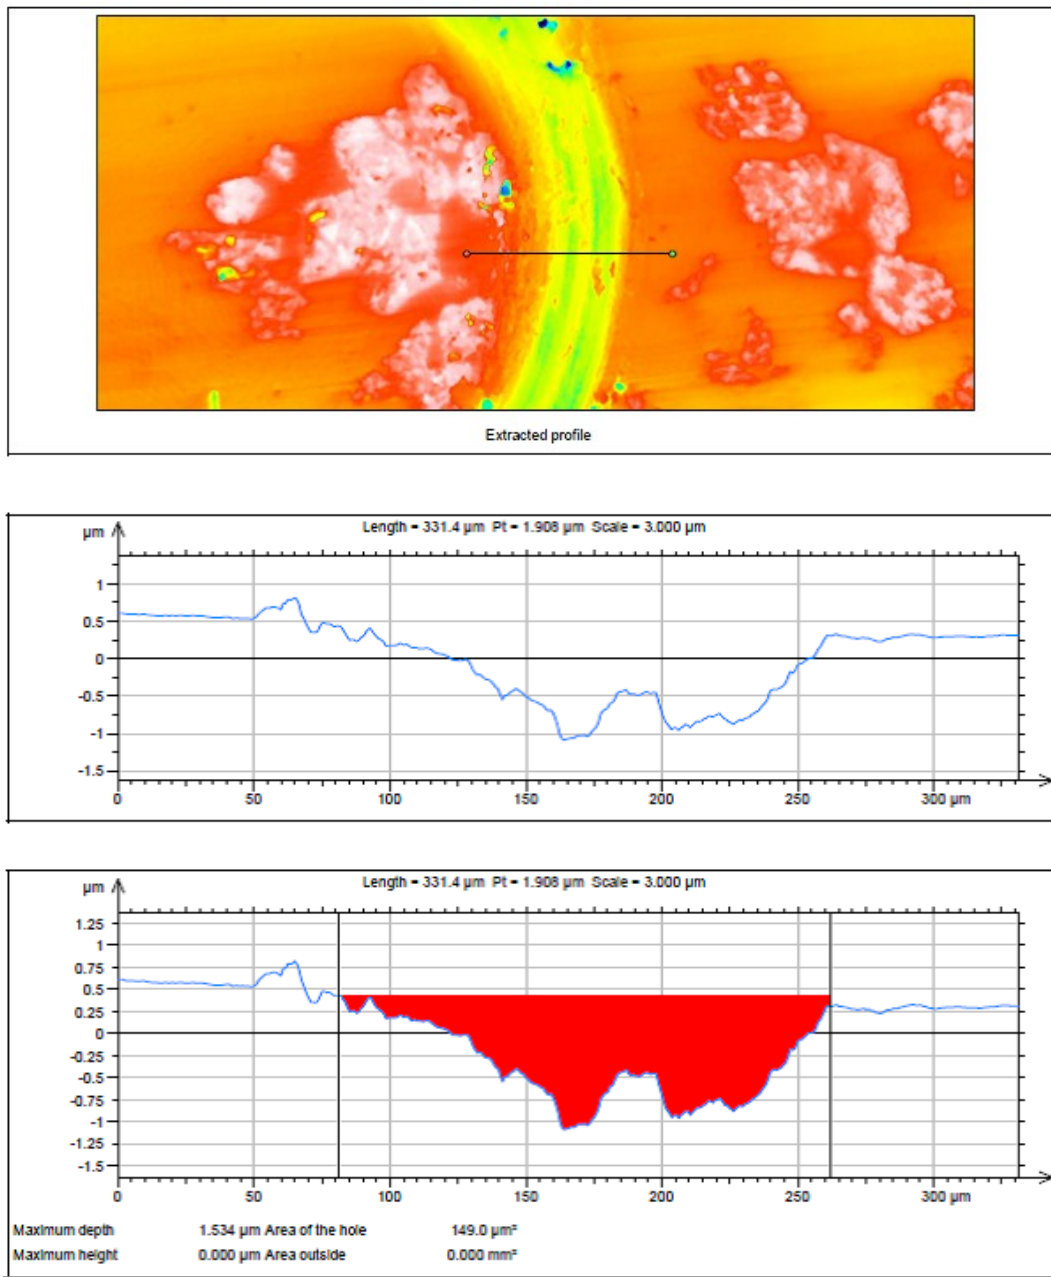 Extracted profile
µm
Length = 331.4 µm Pt = 1.908 µm Scale = 3.000 µm
1
0.5
0
-0.5
-1
-1.5
0 50 100 150 200 250 300 µm
µm
Length = 331.4 µm Pt = 1.908 µm Scale = 3.000 µm
1.25
1
0.75
0.5
0.25
0
-0.25
-0.5
-0.75
-1
-1.25
-1.5
0 50 100 150 200 250 300 µm
Maximum depth 1.534 µm Area of the hole 149.0 µm²
Maximum height 0.000 µm Area outside 0.000 mm²